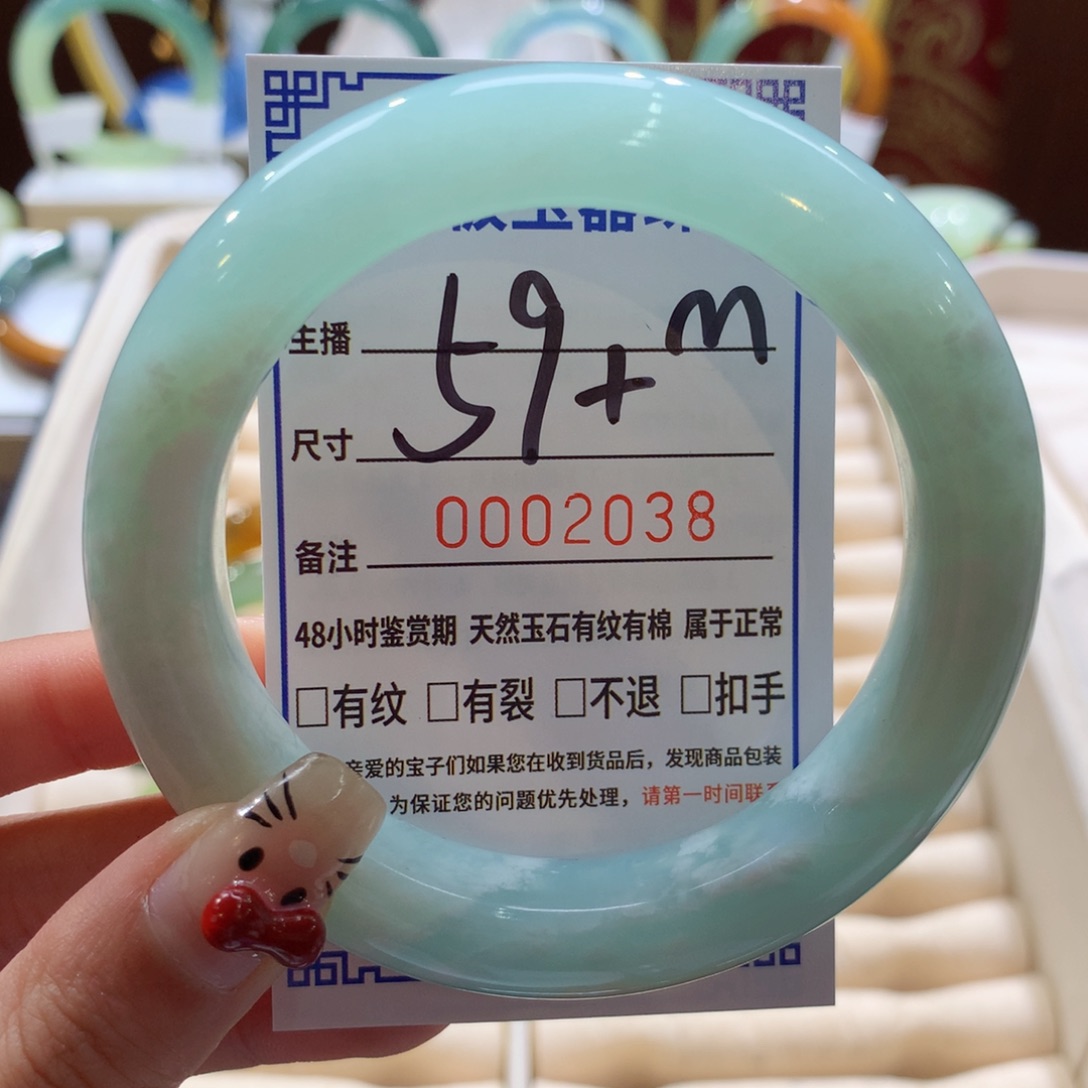 玉器
主播
59+m
尺寸
0002038
备注
48小时鉴赏期 天然玉石有纹有棉 属于正常
□有纹 □有裂 □不退 □扣手
亲爱的宝子们如果您在收到货品后，发现商品包装
为保证您的问题优先处理，请第一时间联系